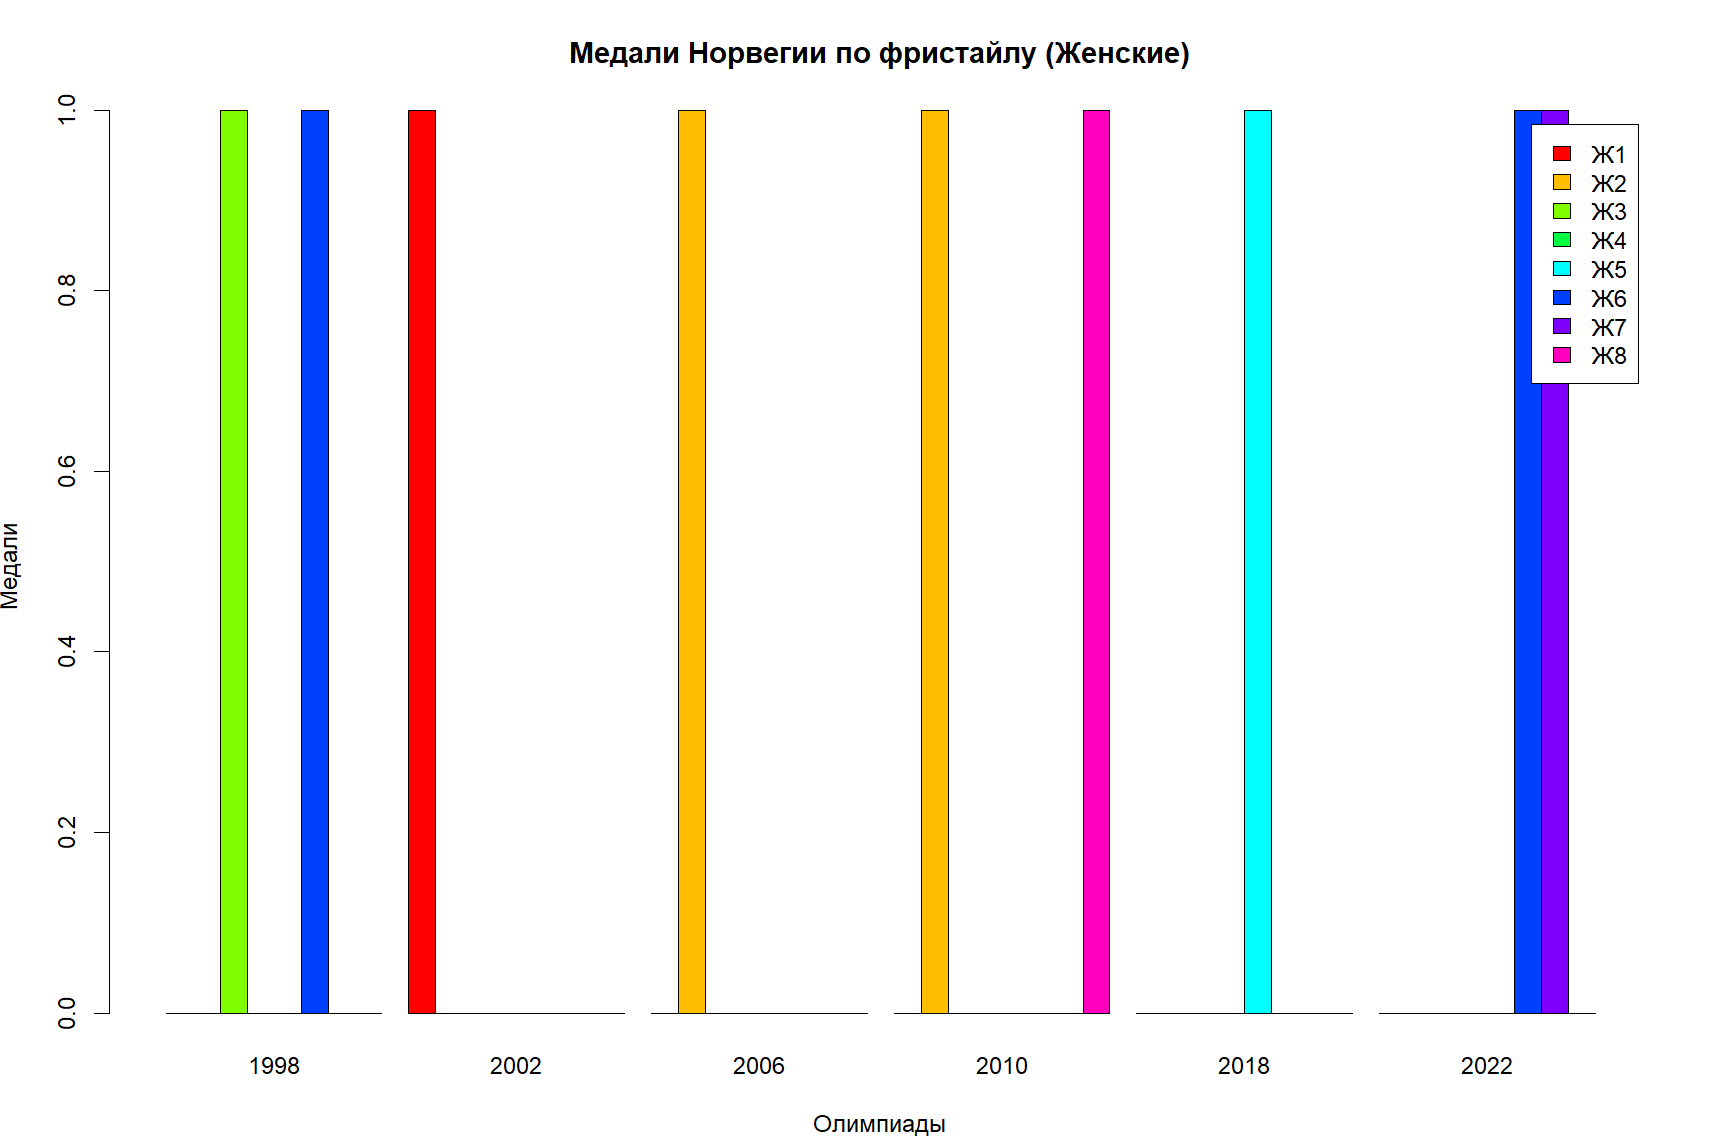 Медали Норвегии по фристайлу (Женские)
1.0
0.8
0.6
0.4
0.2
0.0
Медали
Ж1
Ж2
Ж3
Ж4
Ж5
Ж6
Ж7
Ж8
1998 2002 2006 2010 2018 2022
Олимпиады